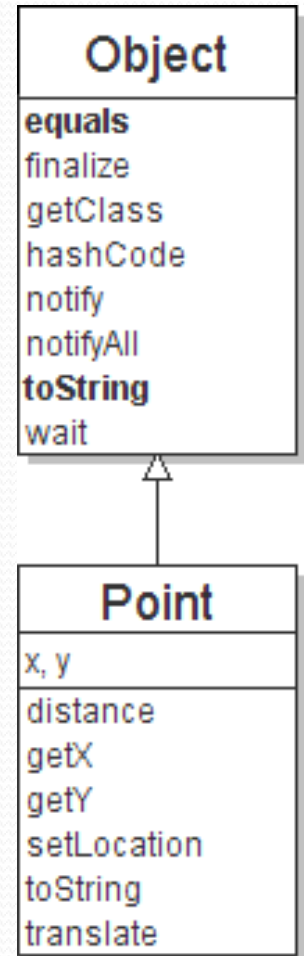 Object
equals
finalize
getClass
hashCode
notify
notifyAll
toString
wait
Point
x, y
distance
getX
getY
setLocation
toString
translate